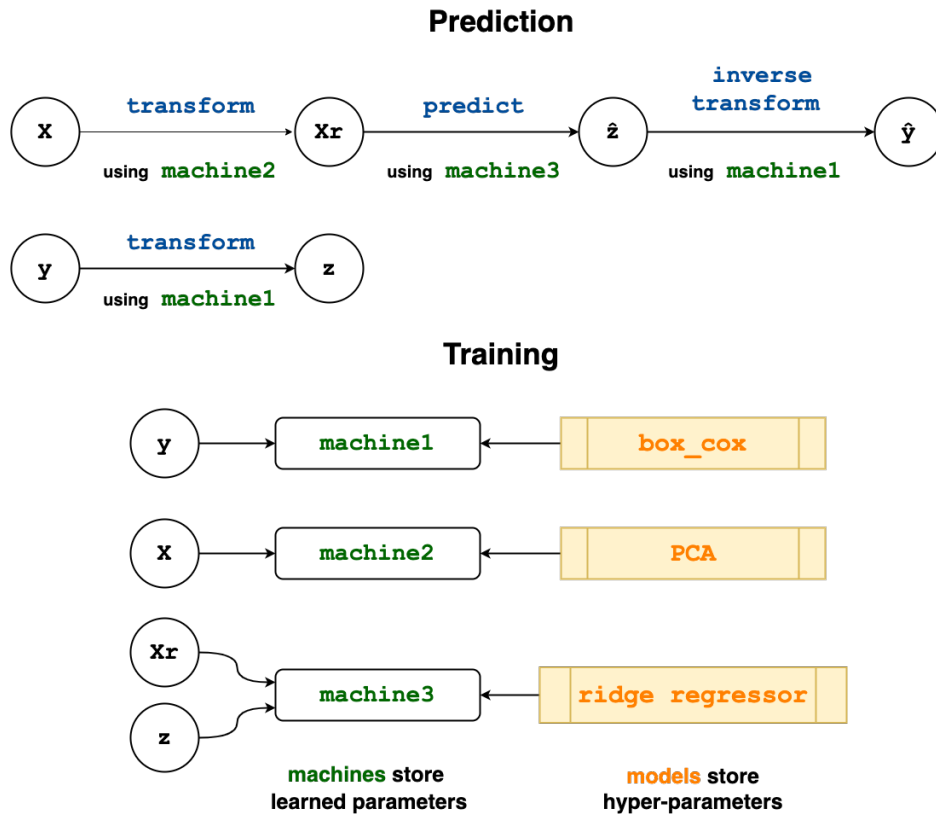 Prediction
inverse
transform
predict
transform
X
Xr
ẑ
ŷ
using machine2
using machine3
using machine1
transform
y
z
using machine1
Training
y
machine1
box_cox
X
machine2
PCA
Xr
machine3
ridge regressor
z
machines store
learned parameters
models store
hyper-parameters